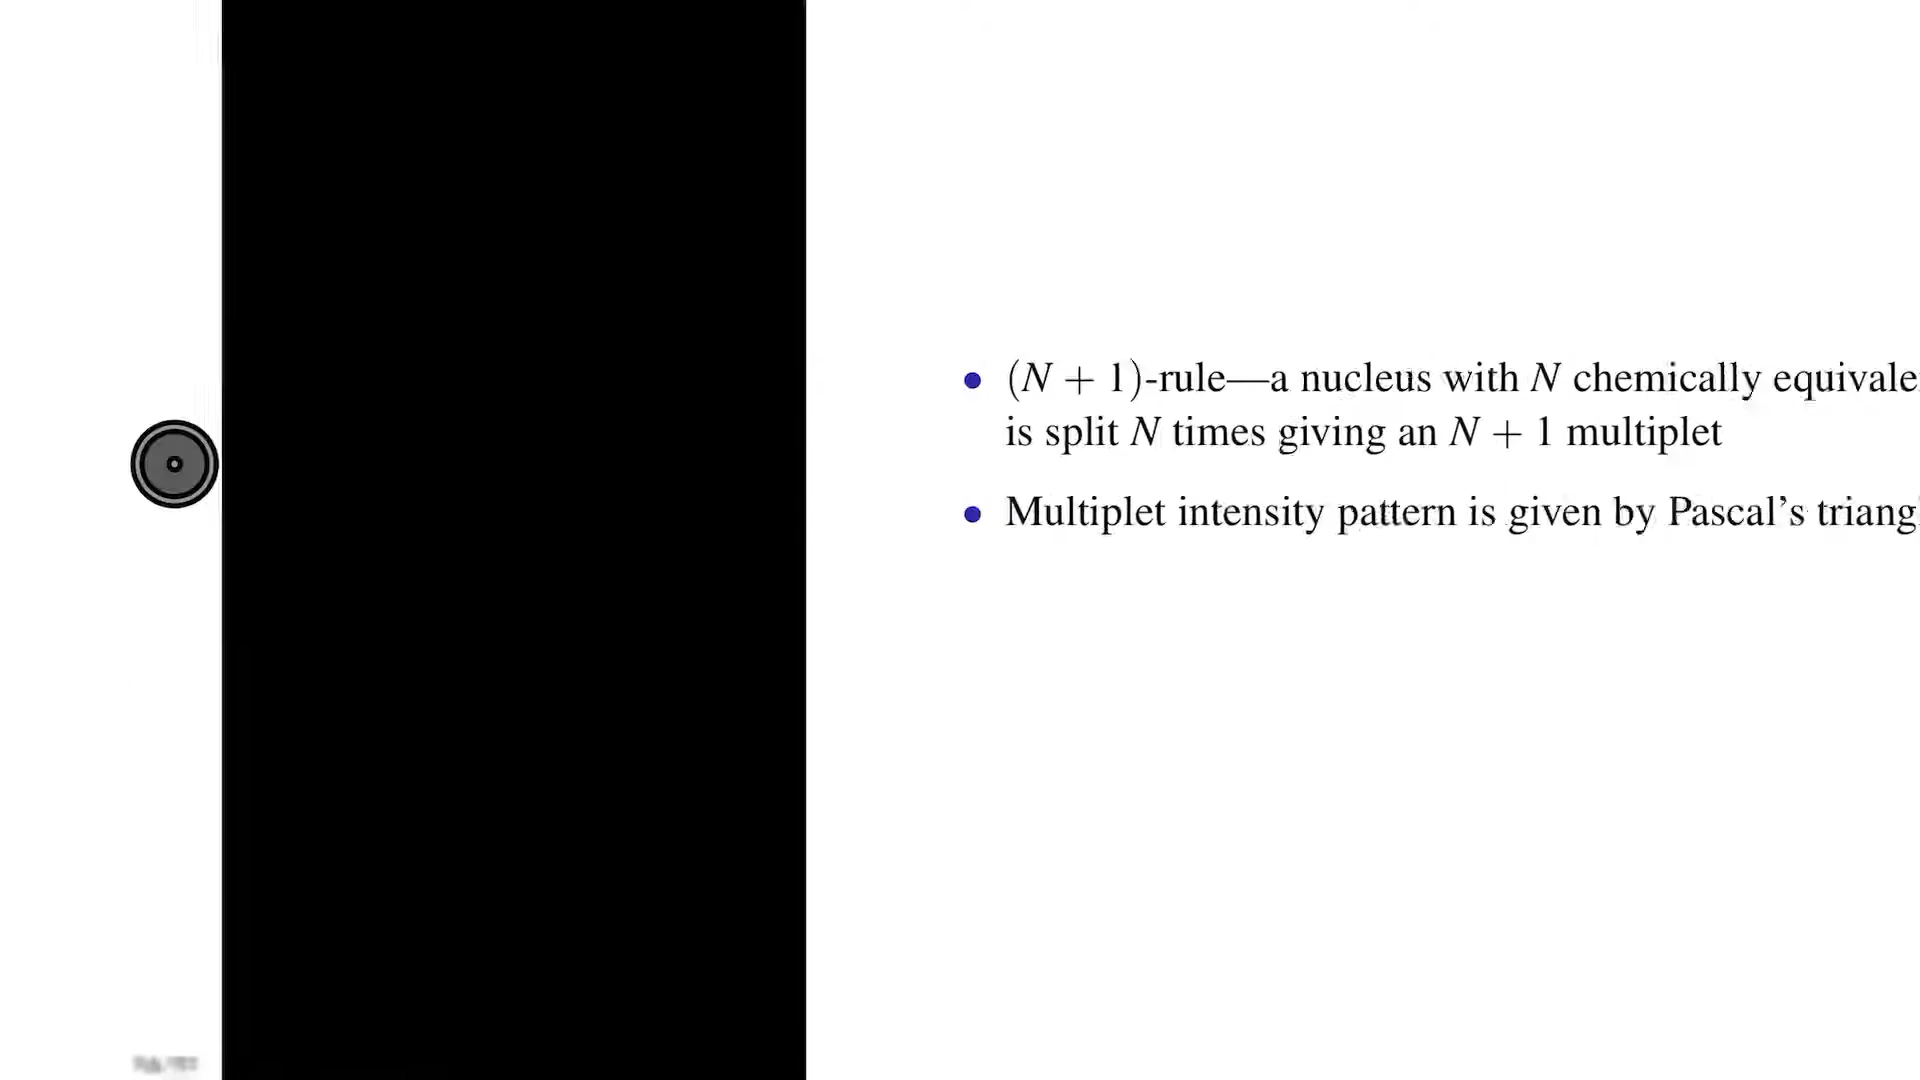 (N + 1)-rule—a nucleus with N chemically equivale
is split N times giving an N + 1 multiplet
Multiplet intensity pattern is given by Pascal's triang